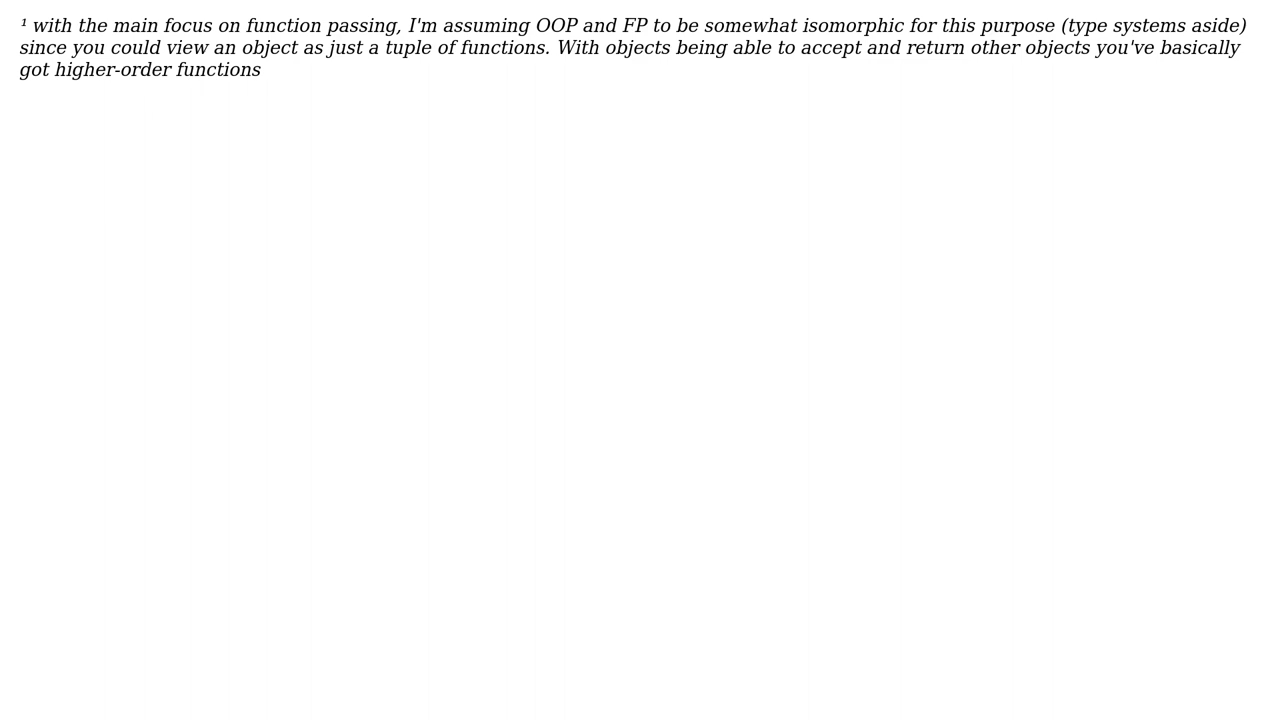 ¹ with the main focus on function passing, I'm assuming OOP and FP to be somewhat isomorphic for this purpose (type systems aside)
since you could view an object as just a tuple of functions. With objects being able to accept and return other objects you've basically
got higher-order functions